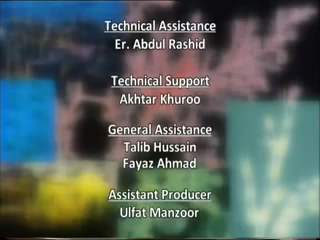 Technical Assistance
Er. Abdul Rashid
Technical Support
Akhtar Khuroo
General Assistance
Talib Hussain
Fayaz Ahmad
Assistant Producer
Ulfat Manzoor